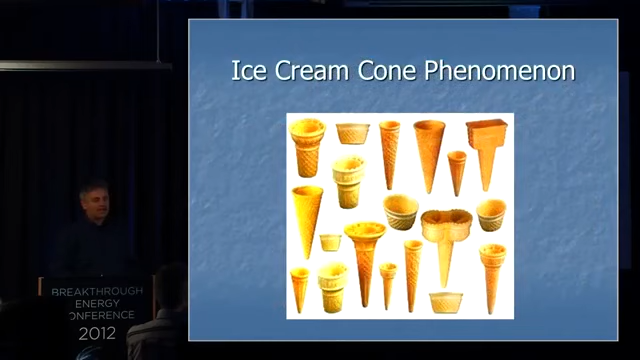 Ice Cream Cone Phenomenon
BREAKTHROUGH
ENERGY
CONFERENCE
2012